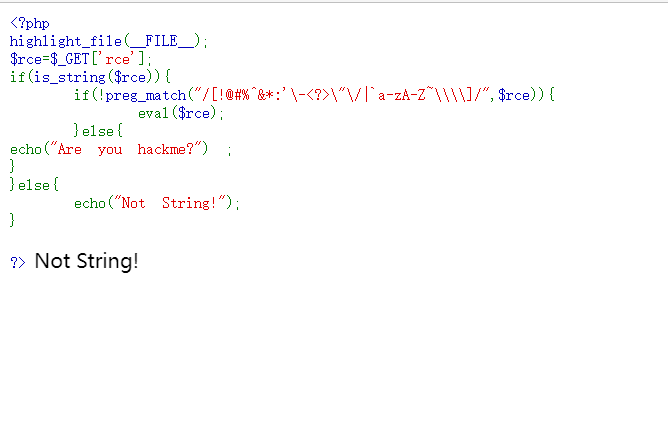 <?php
highlight_file(__FILE__);
$rce=$_GET['rce'];
if(is_string($rce)){
        if(!preg_match("/[!@#%^&*:'\-<?>\"\/|`a-zA-Z~\\\\]/",$rce)){
                eval($rce);
        }else{
echo("Are  you  hackme?")  ;
}
}else{
        echo("Not  String!");
}
?> Not String!